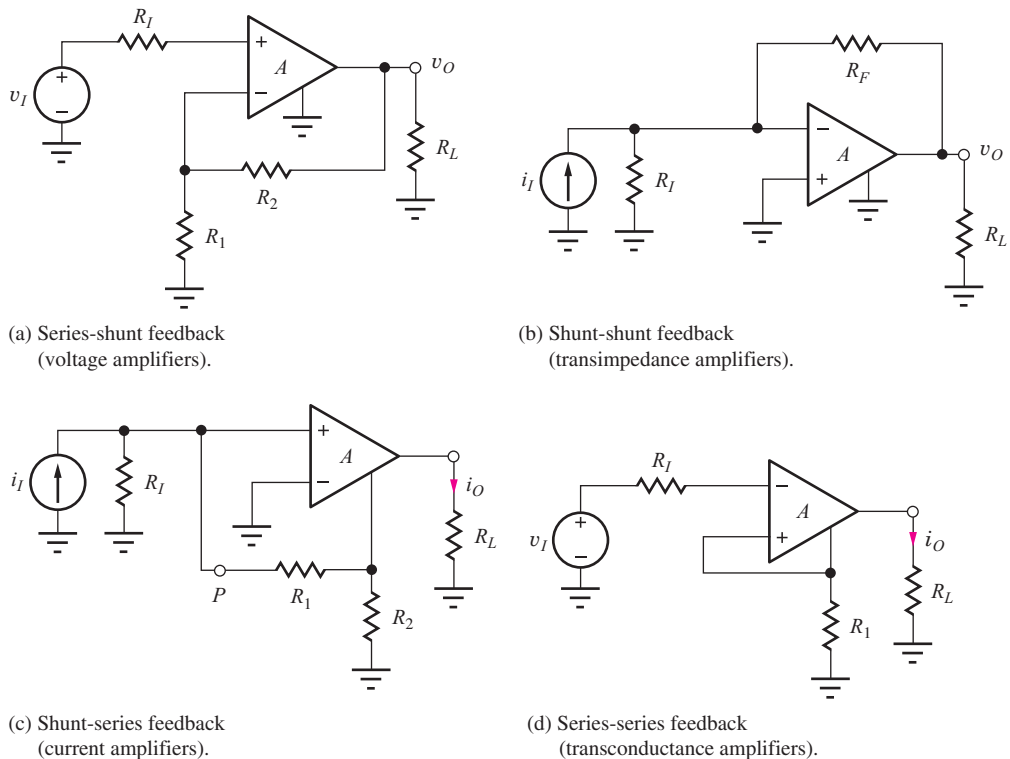 R_I
+
−
A
v_O
v_I
+
−
R_L
R_2
R_1
(a) Series-shunt feedback
(voltage amplifiers).
R_F
−
+
A
v_O
i_I
R_I
R_L
(b) Shunt-shunt feedback
(transimpedance amplifiers).
+
−
A
i_I
R_I
i_O
R_L
P
R_1
R_2
(c) Shunt-series feedback
(current amplifiers).
R_I
−
+
A
v_I
+
−
i_O
R_L
R_1
(d) Series-series feedback
(transconductance amplifiers).